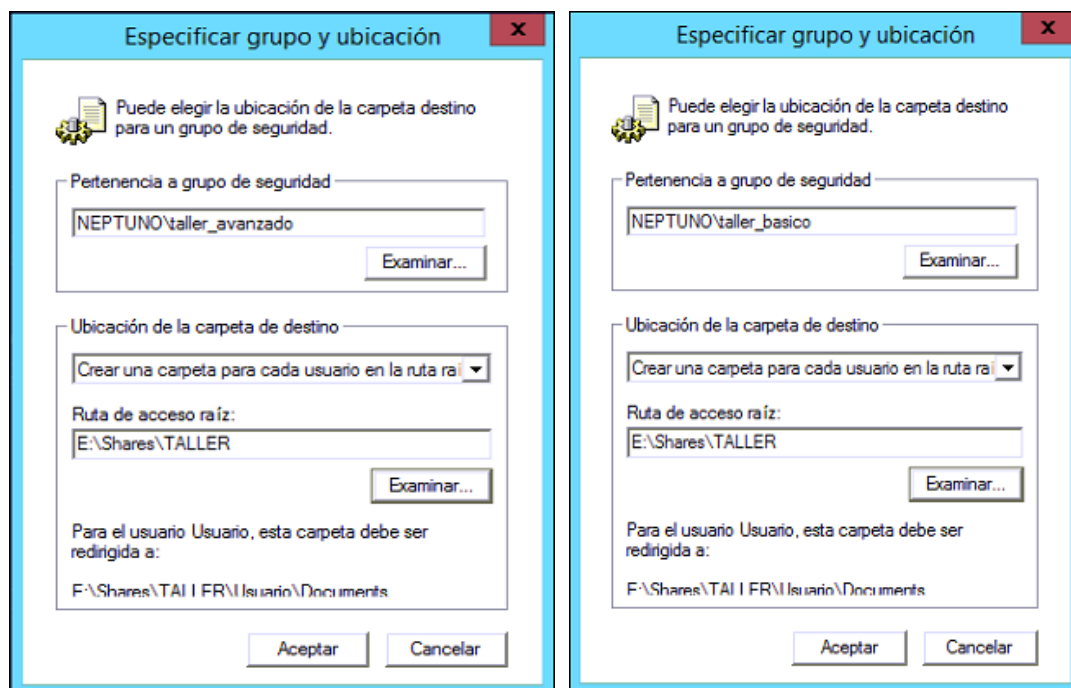 Especificar grupo y ubicación
x
Puede elegir la ubicación de la carpeta destino
para un grupo de seguridad.
Pertenencia a grupo de seguridad
NEPTUNO\taller_avanzado
Examinar...
Ubicación de la carpeta de destino
Crear una carpeta para cada usuario en la ruta raí
Ruta de acceso raíz:
E:\Shares\TALLER
Examinar...
Para el usuario Usuario, esta carpeta debe ser
redirigida a:
E:\Shares\TALLER\Usuario\Documents
Aceptar
Cancelar
Especificar grupo y ubicación
x
Puede elegir la ubicación de la carpeta destino
para un grupo de seguridad.
Pertenencia a grupo de seguridad
NEPTUNO\taller_basico
Examinar...
Ubicación de la carpeta de destino
Crear una carpeta para cada usuario en la ruta raí
Ruta de acceso raíz:
E:\Shares\TALLER
Examinar...
Para el usuario Usuario, esta carpeta debe ser
redirigida a:
E:\Shares\TALLER\Usuario\Documents
Aceptar
Cancelar